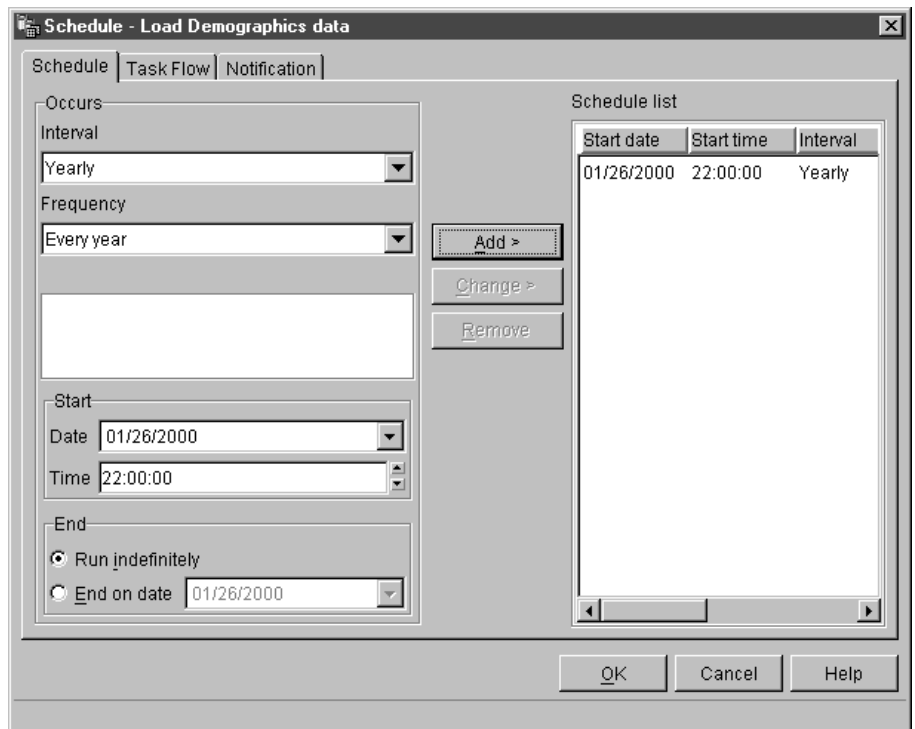 Schedule - Load Demographics data
Schedule Task Flow Notification
Occurs
Interval
Yearly
Frequency
Every year
Start
Date 01/26/2000
Time 22:00:00
End
Run indefinitely
End on date 01/26/2000
Add >
Change >
Remove
Schedule list
Start date Start time Interval
01/26/2000 22:00:00 Yearly
OK Cancel Help